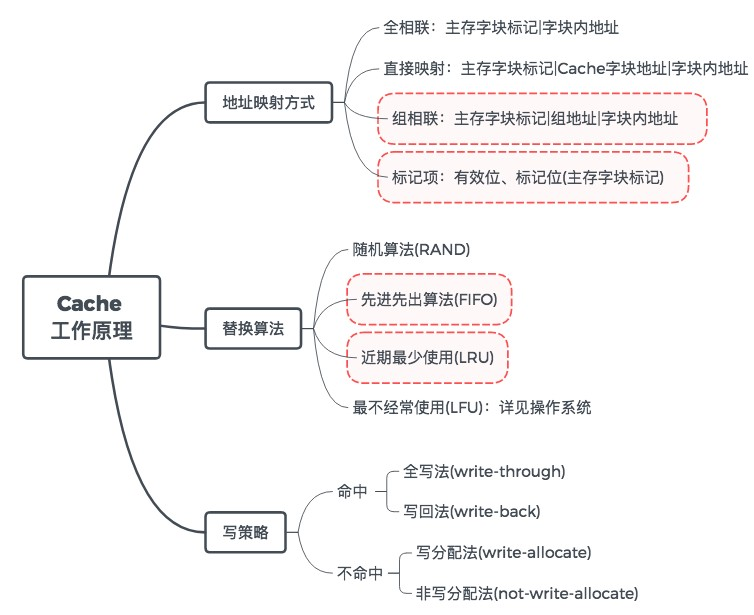 Cache
工作原理
地址映射方式
全相联：主存字块标记|字块内地址
直接映射：主存字块标记|Cache字块地址|字块内地址
组相联：主存字块标记|组地址|字块内地址
标记项：有效位、标记位(主存字块标记)
替换算法
随机算法(RAND)
先进先出算法(FIFO)
近期最少使用(LRU)
最不经常使用(LFU)：详见操作系统
写策略
命中
全写法(write-through)
写回法(write-back)
不命中
写分配法(write-allocate)
非写分配法(not-write-allocate)